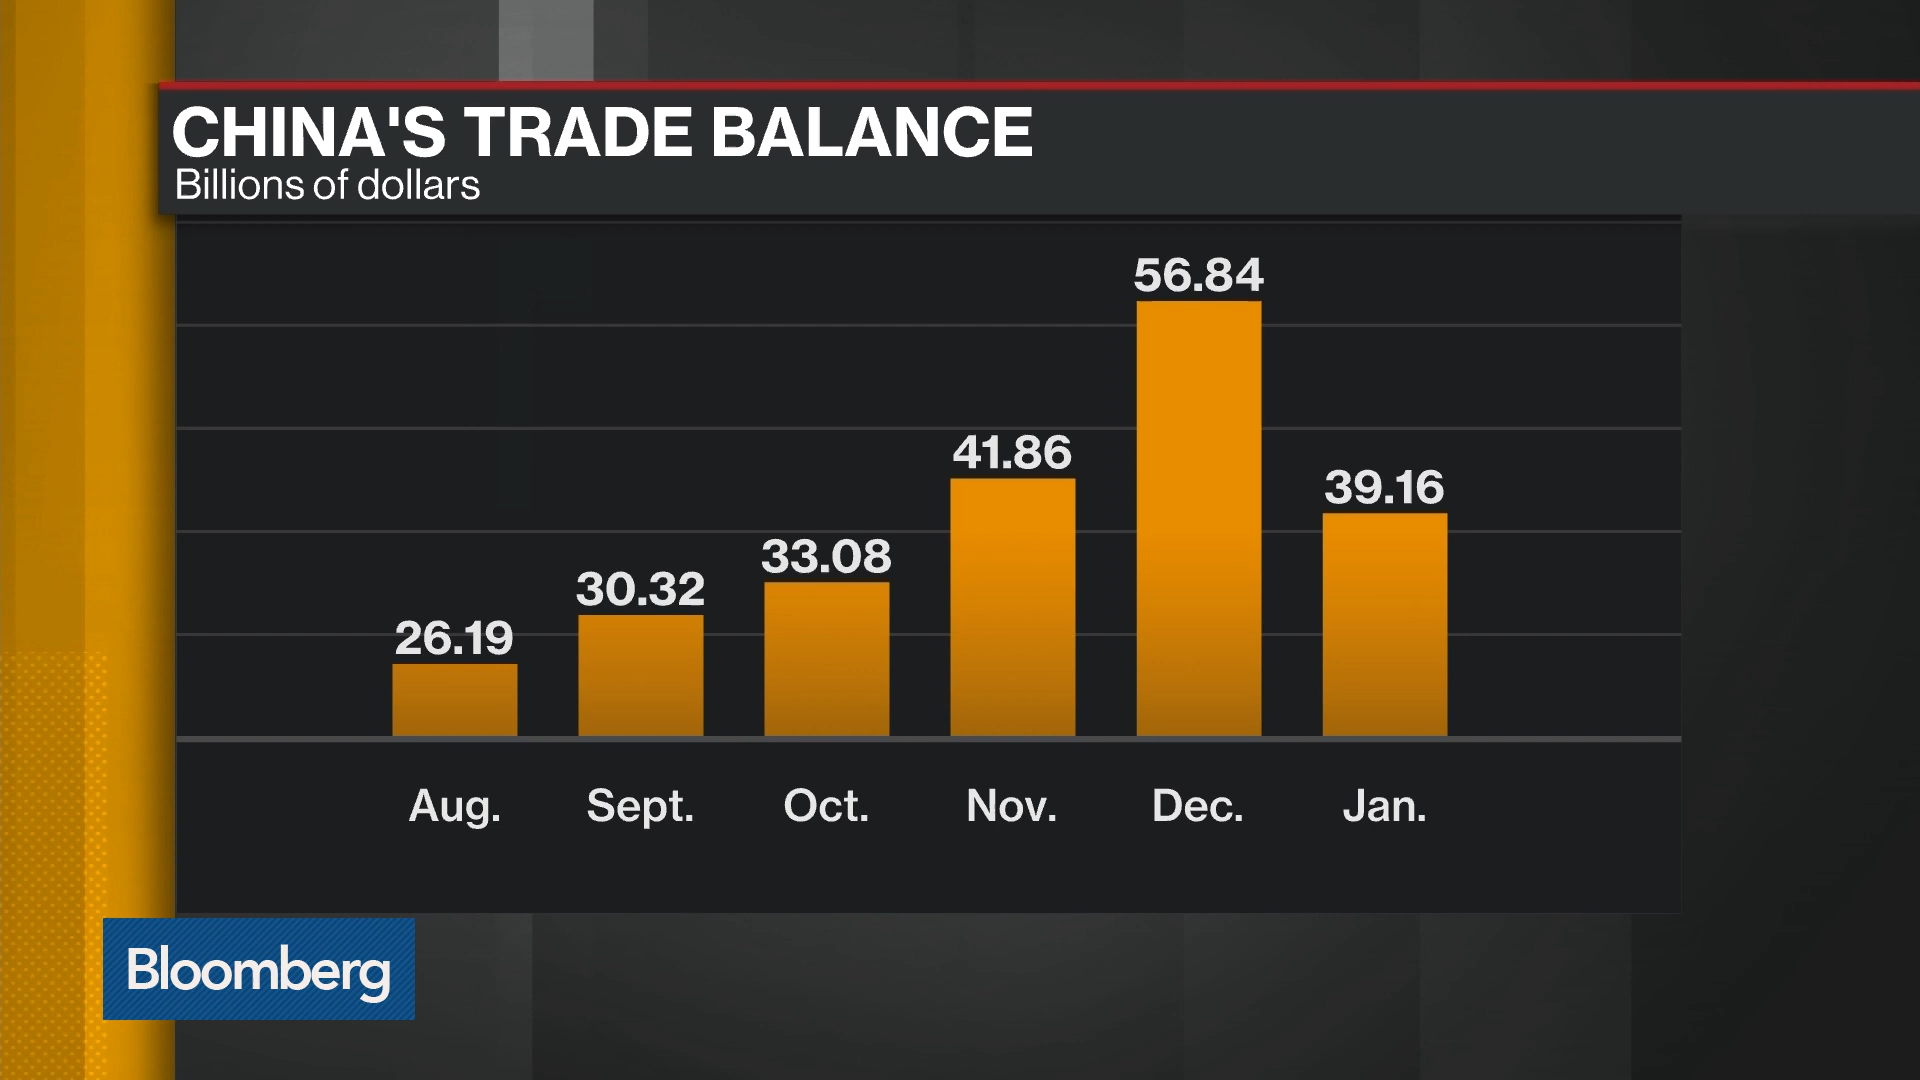 CHINA'S TRADE BALANCE
Billions of dollars
56.84
41.86
39.16
33.08
30.32
26.19
Aug. Sept. Oct. Nov. Dec. Jan.
Bloomberg